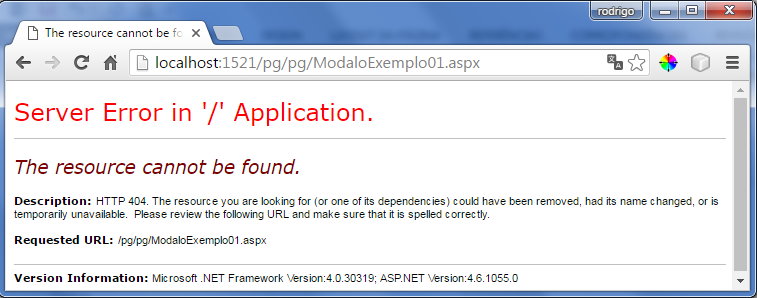 rodrigo
The resource cannot be fo
localhost:1521/pg/pg/ModaloExemplo01.aspx
Server Error in '/' Application.
The resource cannot be found.
Description: HTTP 404. The resource you are looking for (or one of its dependencies) could have been removed, had its name changed, or is
temporarily unavailable.  Please review the following URL and make sure that it is spelled correctly.
Requested URL: /pg/pg/ModaloExemplo01.aspx
Version Information: Microsoft .NET Framework Version:4.0.30319; ASP.NET Version:4.6.1055.0